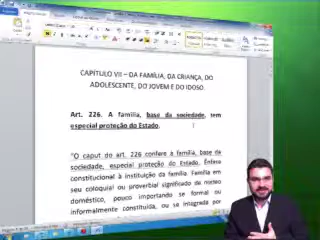 CAPÍTULO VII – DA FAMÍLIA, DA CRIANÇA, DO
ADOLESCENTE, DO JOVEM E DO IDOSO.
Art. 226. A família, base da sociedade, tem
especial proteção do Estado.
"O caput do art. 226 confere à família, base da
sociedade, especial proteção do Estado. Ênfase
constitucional à instituição da família. Família em
seu coloquial ou proverbial significado de núcleo
doméstico, pouco importando se formal ou
informalmente constituída, ou se integrada por